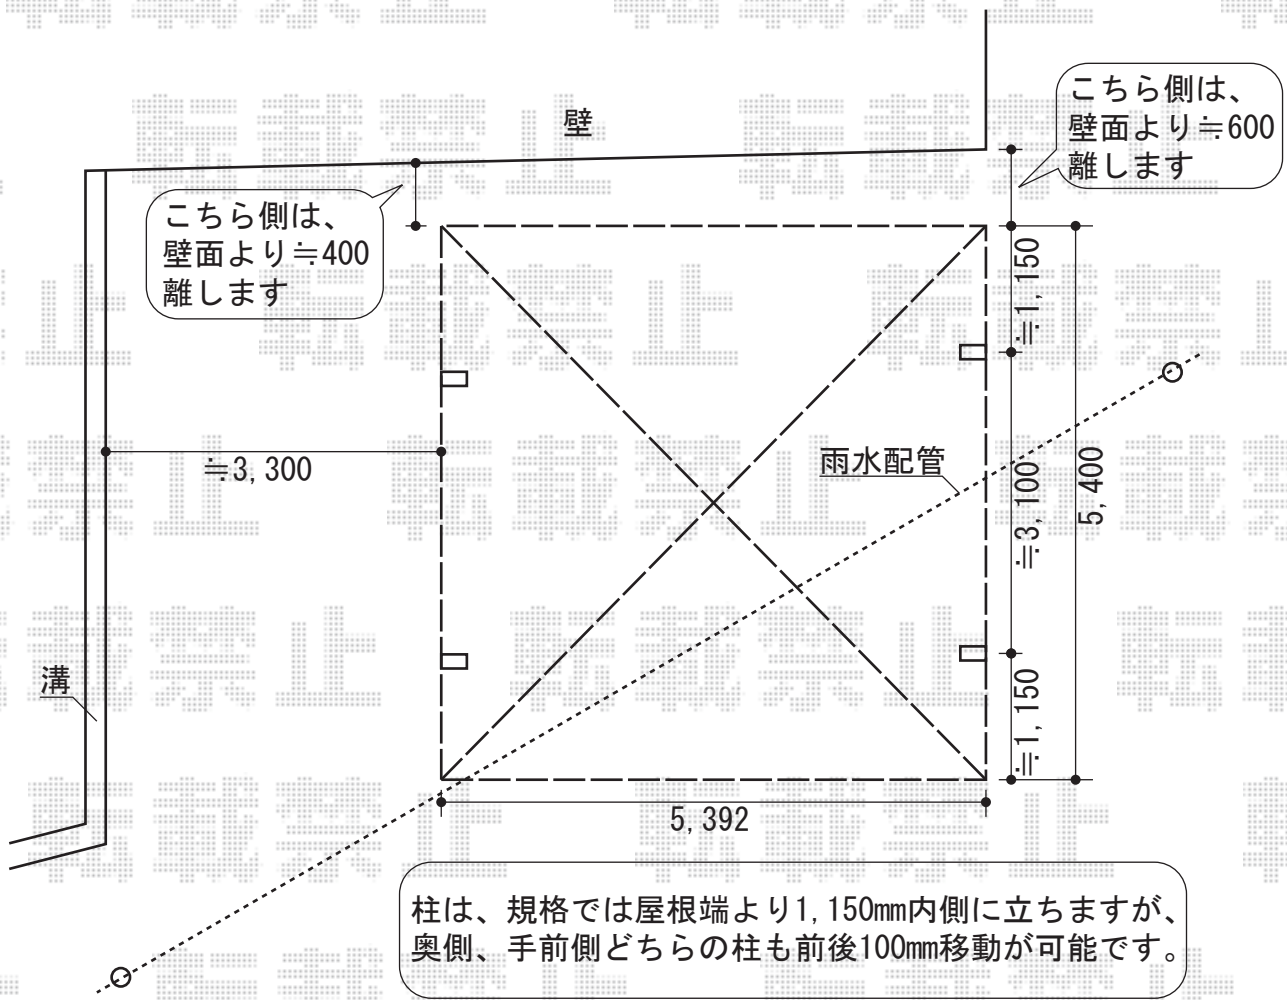 壁
こちら側は、
壁面より≒600
離します
こちら側は、
壁面より≒400
離します
≒1,150
≒3,300
雨水配管
≒3,100
5,400
溝
≒1,150
5,392
柱は、規格では屋根端より1,150mm内側に立ちますが、
奥側、手前側どちらの柱も前後100mm移動が可能です。
転載禁止